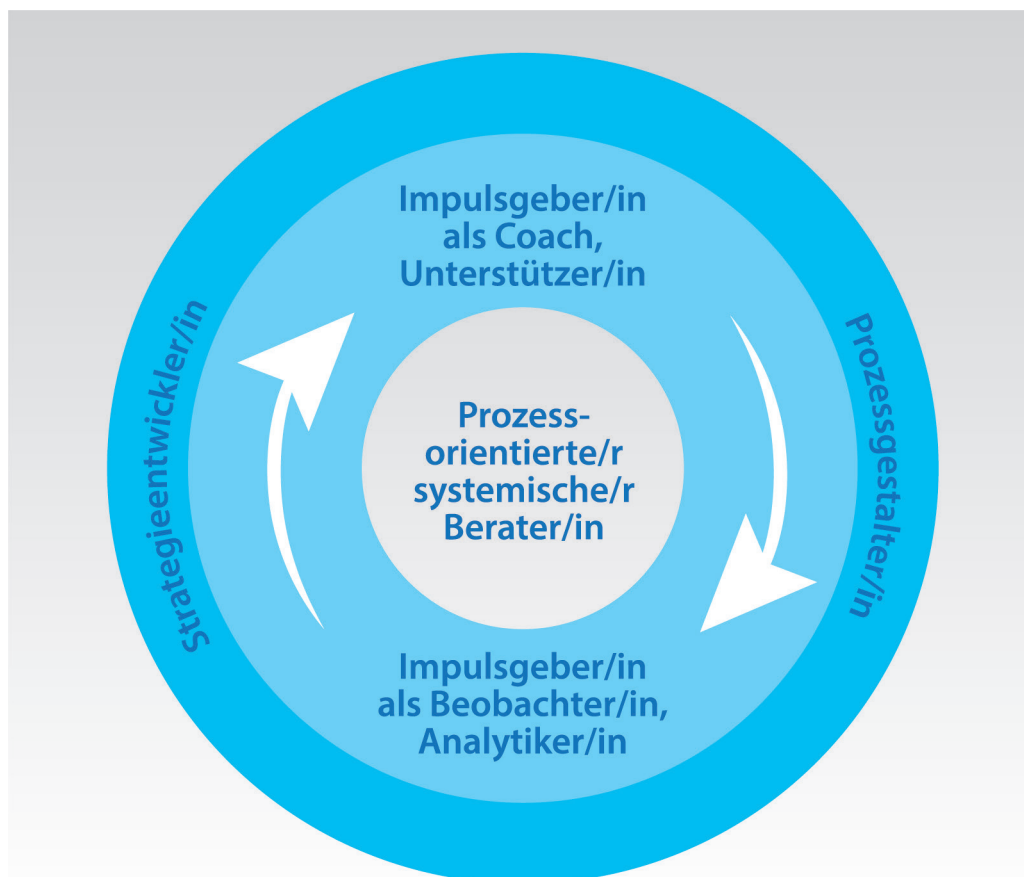 Impulsgeber/in
als Coach,
Unterstützer/in
Strategieentwickler/in
Prozessgestalter/in
Prozess-
orientierte/r
systemische/r
Berater/in
Impulsgeber/in
als Beobachter/in,
Analytiker/in